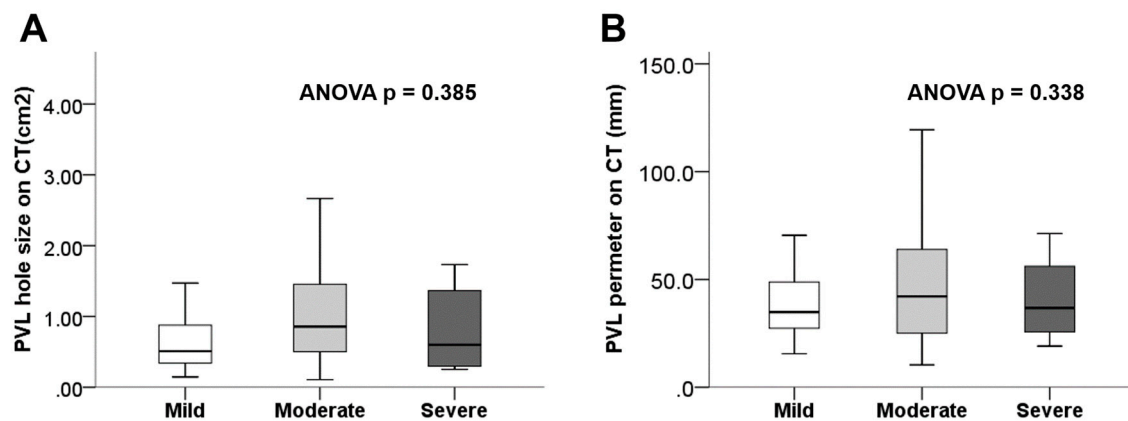 A
ANOVA p = 0.385
PVL hole size on CT(cm2)
4.00
3.00
2.00
1.00
.00
Mild
Moderate
Severe
B
ANOVA p = 0.338
PVL permeter on CT (mm)
150.0
100.0
50.0
.0
Mild
Moderate
Severe